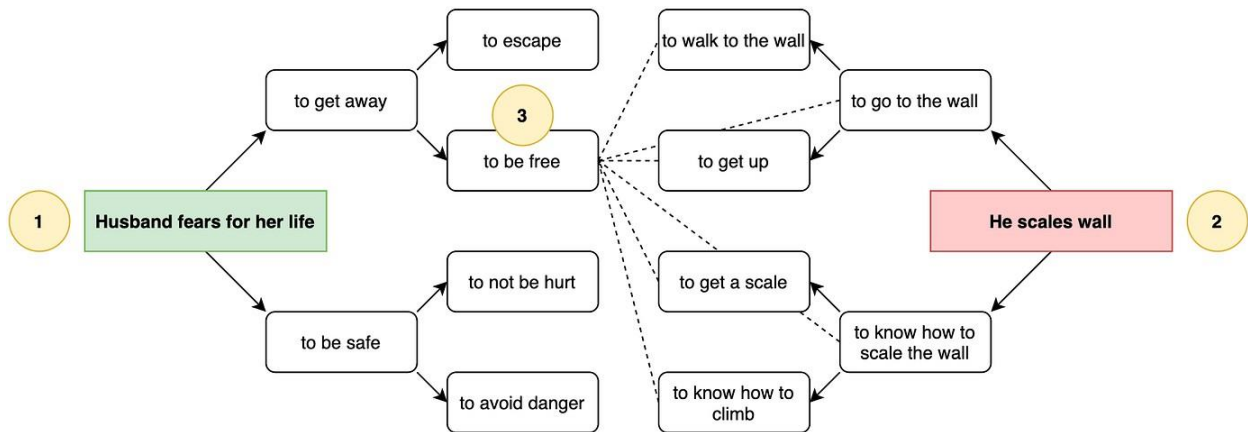 to escape
to walk to the wall
to get away
to go to the wall
3
to be free
to get up
1
Husband fears for her life
He scales wall
2
to not be hurt
to get a scale
to be safe
to know how to
scale the wall
to avoid danger
to know how to
climb